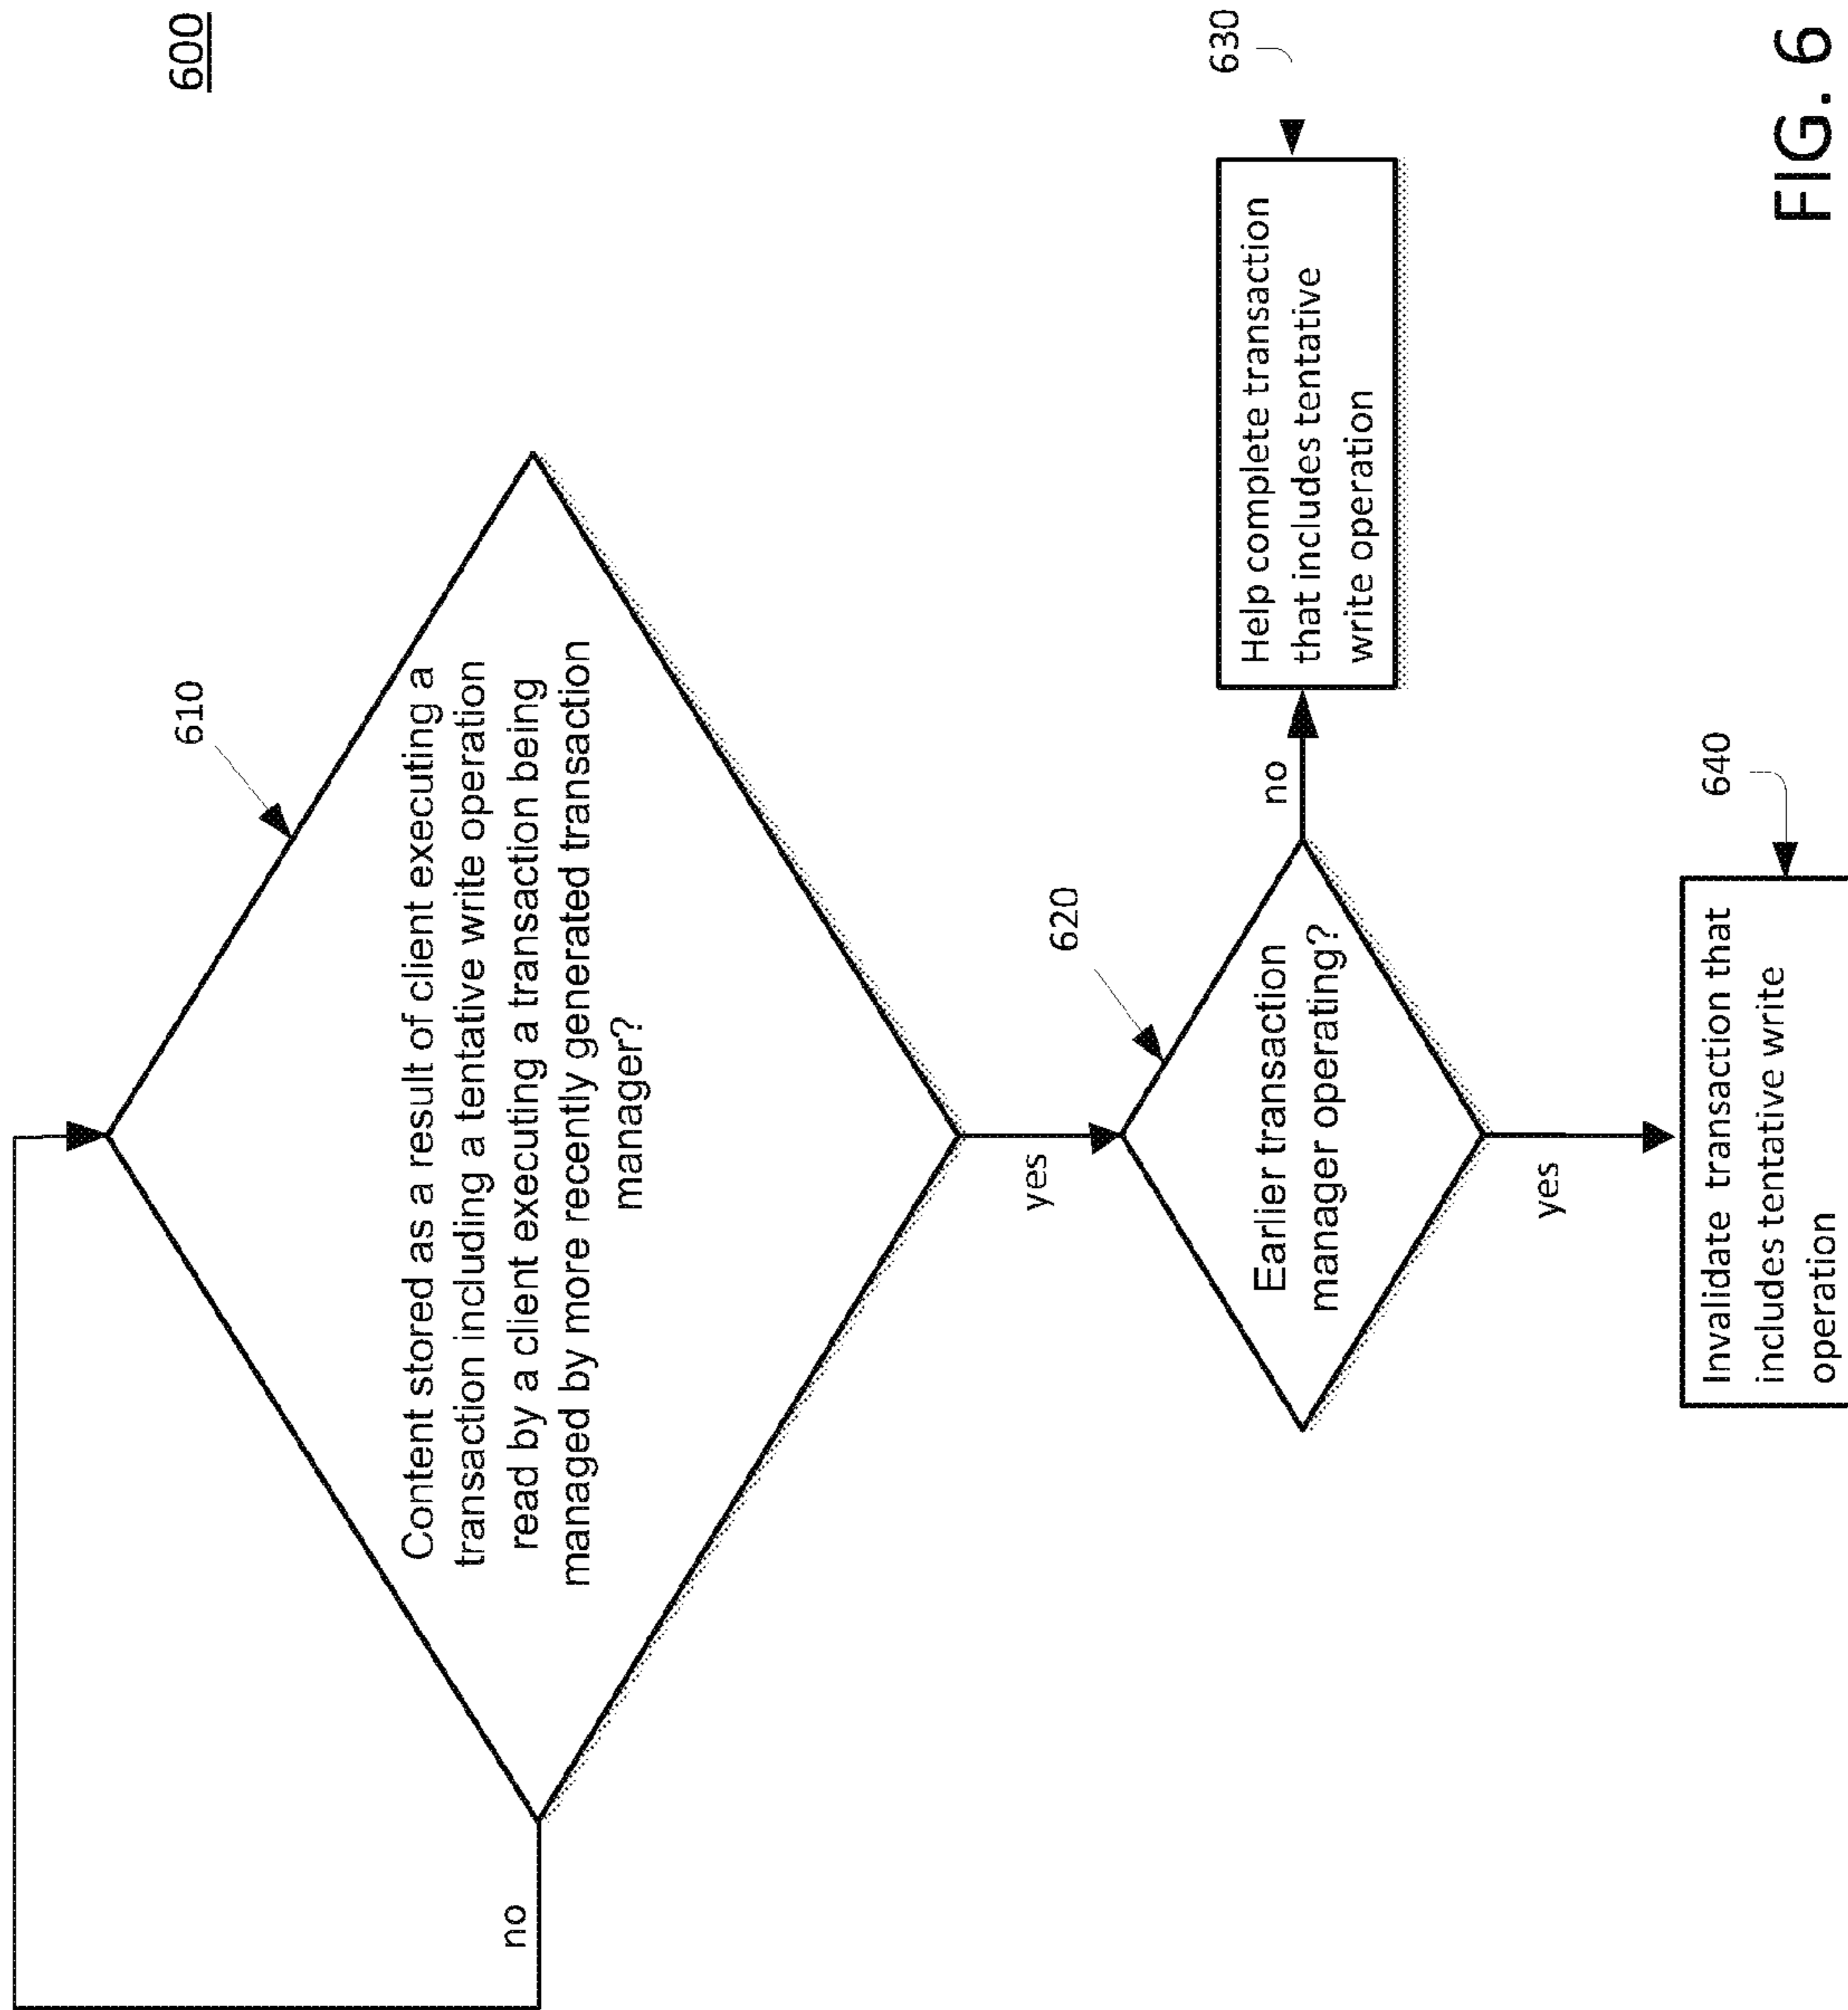 600
610
Content stored as a result of client executing a
transaction including a tentative write operation
read by a client executing a transaction being
managed by more recently generated transaction
manager?
no
yes
620
Earlier transaction
manager operating?
no
630
Help complete transaction
that includes tentative
write operation
yes
640
Invalidate transaction that
includes tentative write
operation
FIG. 6